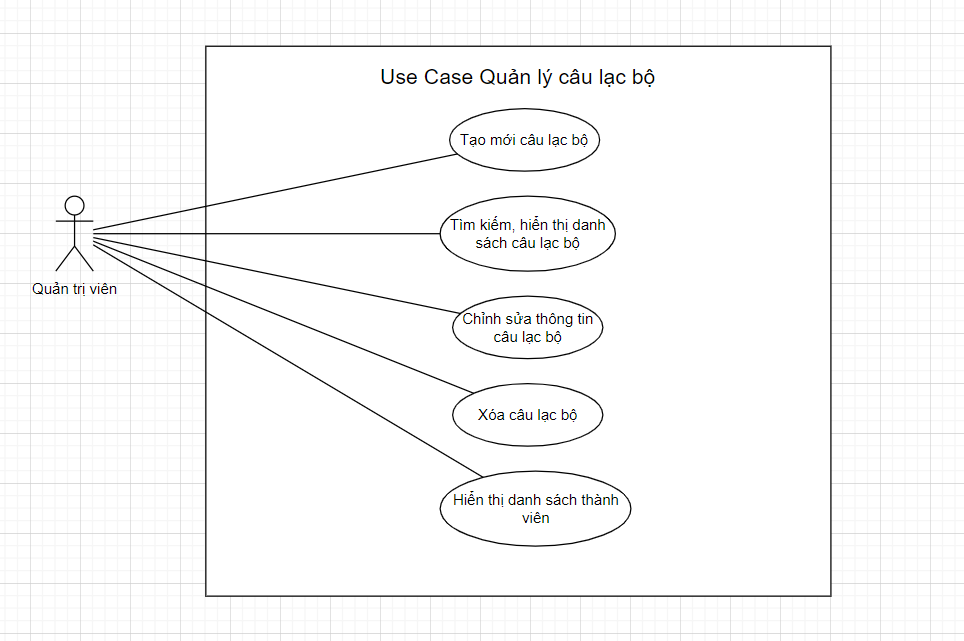 Use Case Quản lý câu lạc bộ
Tạo mới câu lạc bộ
Tìm kiếm, hiển thị danh
sách câu lạc bộ
Quản trị viên
Chỉnh sửa thông tin
câu lạc bộ
Xóa câu lạc bộ
Hiển thị danh sách thành
viên